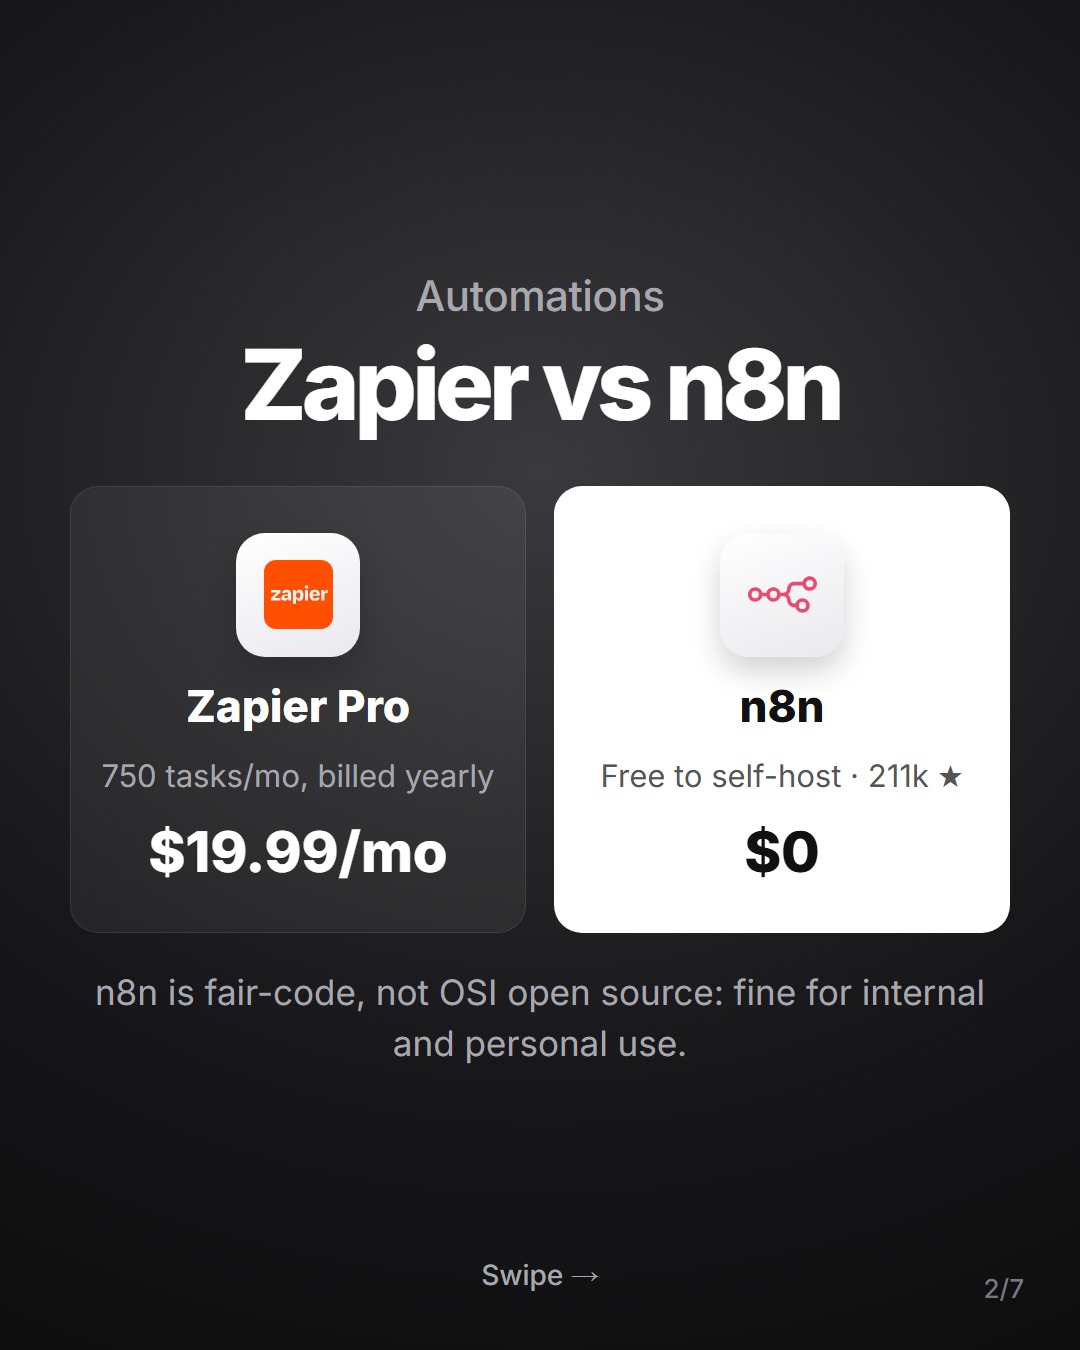 Automations
Zapier vs n8n
zapier
Zapier Pro
750 tasks/mo, billed yearly
$19.99/mo
n8n
Free to self-host · 211k ★
$0
n8n is fair-code, not OSI open source: fine for internal
and personal use.
Swipe →
2/7